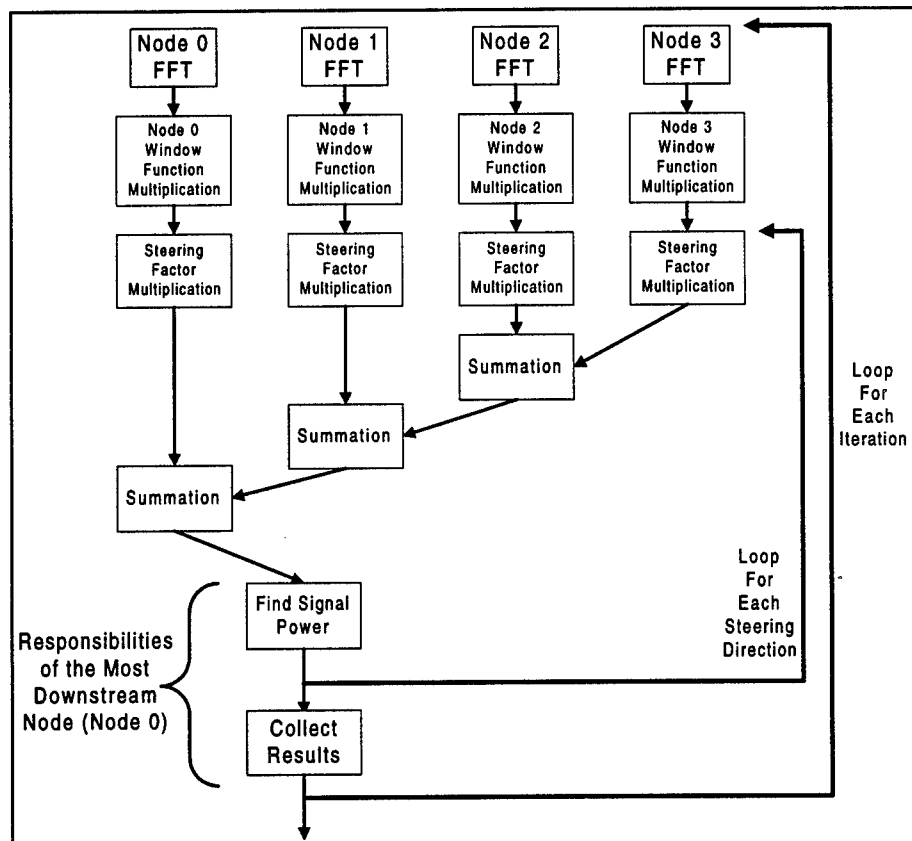 Node 0
FFT
Node 1
FFT
Node 2
FFT
Node 3
FFT
Node 0
Window
Function
Multiplication
Node 1
Window
Function
Multiplication
Node 2
Window
Function
Multiplication
Node 3
Window
Function
Multiplication
Steering
Factor
Multiplication
Steering
Factor
Multiplication
Steering
Factor
Multiplication
Steering
Factor
Multiplication
Summation
Summation
Summation
Loop
For
Each
Iteration
Loop
For
Each
Steering
Direction
Find Signal
Power
Responsibilities
of the Most
Downstream
Node (Node 0)
Collect
Results